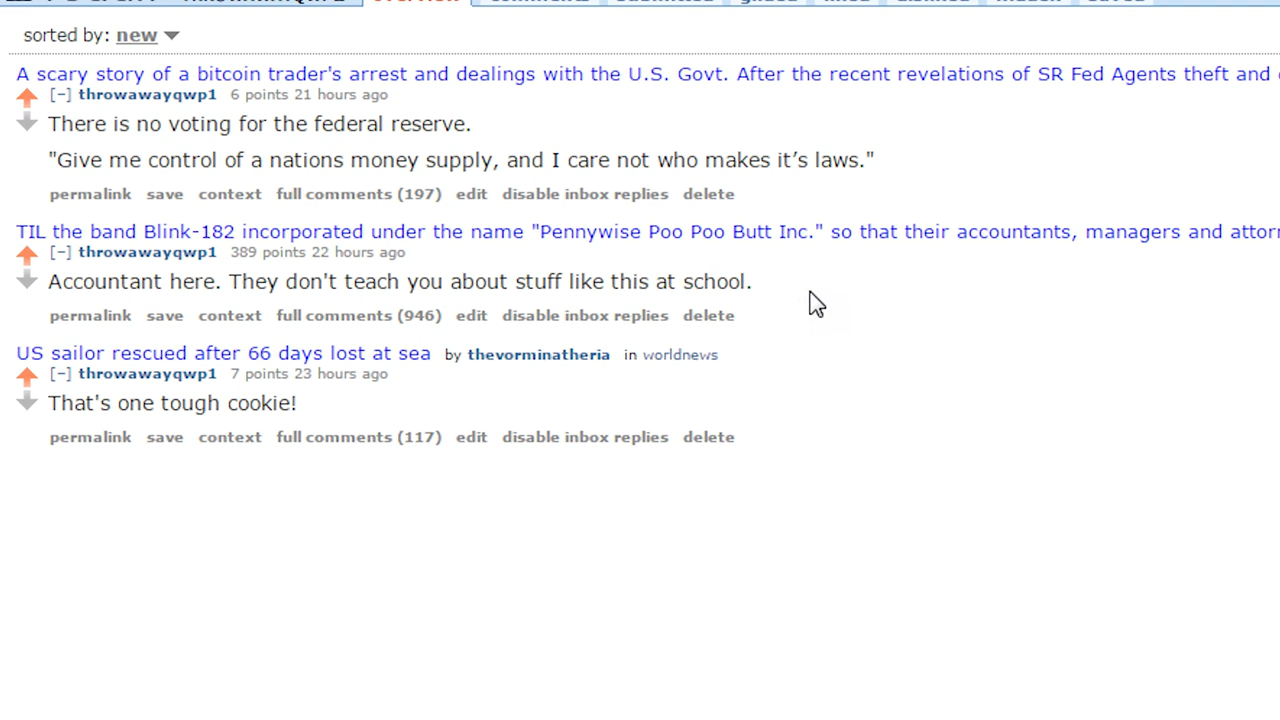 sorted by: new
A scary story of a bitcoin trader's arrest and dealings with the U.S. Govt. After the recent revelations of SR Fed Agents theft and
[–] throwawayqwp1 6 points 21 hours ago
There is no voting for the federal reserve.
"Give me control of a nations money supply, and I care not who makes it’s laws."
permalink save context full comments (197) edit disable inbox replies delete
TIL the band Blink-182 incorporated under the name "Pennywise Poo Poo Butt Inc." so that their accountants, managers and
[–] throwawayqwp1 389 points 22 hours ago
Accountant here. They don't teach you about stuff like this at school.
permalink save context full comments (946) edit disable inbox replies delete
US sailor rescued after 66 days lost at sea by thevorminatheria in worldnews
[–] throwawayqwp1 7 points 23 hours ago
That's one tough cookie!
permalink save context full comments (117) edit disable inbox replies delete